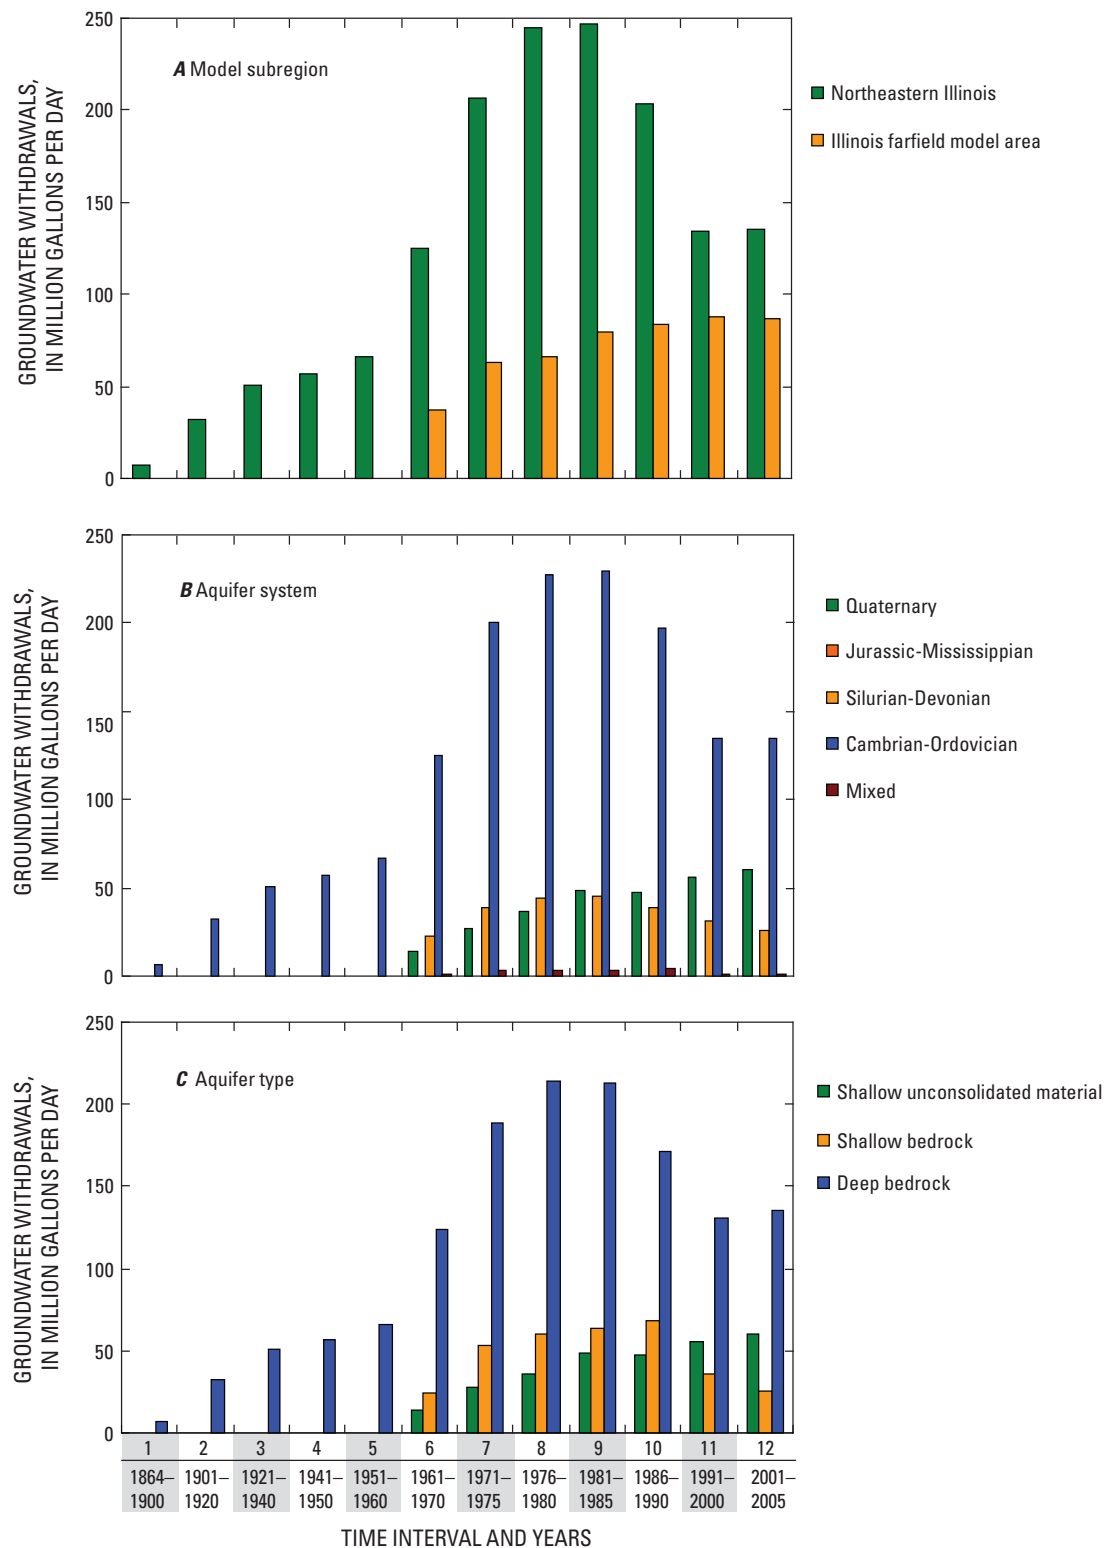 GROUNDWATER WITHDRAWALS,
IN MILLION GALLONS PER DAY
250
200
150
100
50
0
A Model subregion
Northeastern Illinois
Illinois farfield model area
GROUNDWATER WITHDRAWALS,
IN MILLION GALLONS PER DAY
250
200
150
100
50
0
B Aquifer system
Quaternary
Jurassic-Mississippian
Silurian-Devonian
Cambrian-Ordovician
Mixed
GROUNDWATER WITHDRAWALS,
IN MILLION GALLONS PER DAY
250
200
150
100
50
0
C Aquifer type
Shallow unconsolidated material
Shallow bedrock
Deep bedrock
1 2 3 4 5 6 7 8 9 10 11 12
1864– 1901– 1921– 1941– 1951– 1961– 1971– 1976– 1981– 1986– 1991– 2001–
1900 1920 1940 1950 1960 1970 1975 1980 1985 1990 2000 2005
TIME INTERVAL AND YEARS